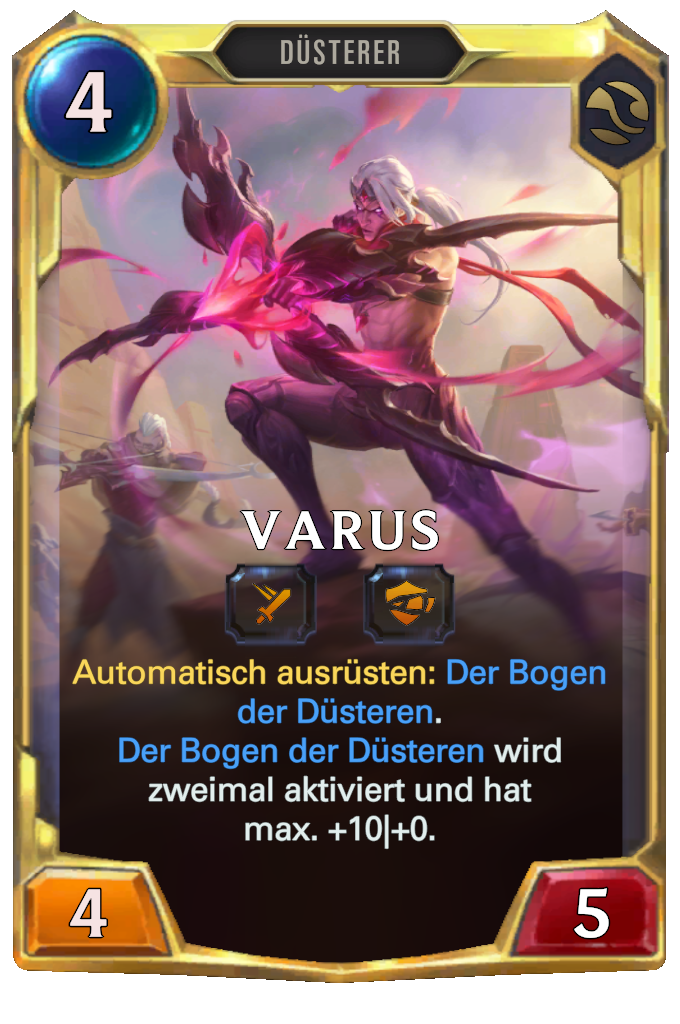 DÜSTERER
4
VARUS
Automatisch ausrüsten: Der Bogen
der Düsteren.
Der Bogen der Düsteren wird
zweimal aktiviert und hat
max. +10|+0.
4
5